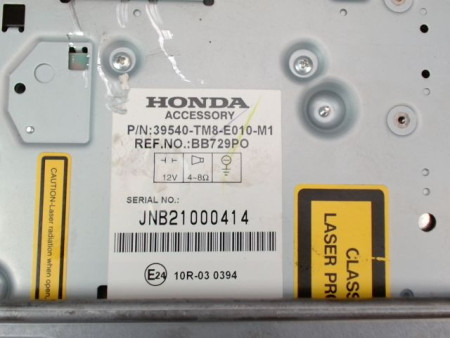 HONDA
ACCESSORY
P/N:39540-TM8-E010-M1
REF.NO.:BB729PO
12V 4-8Ω
SERIAL NO.:
JNB21000414
E24 10R-03 0394
CAUTION-Laser
radiation when open
CLASS
LASER PRO